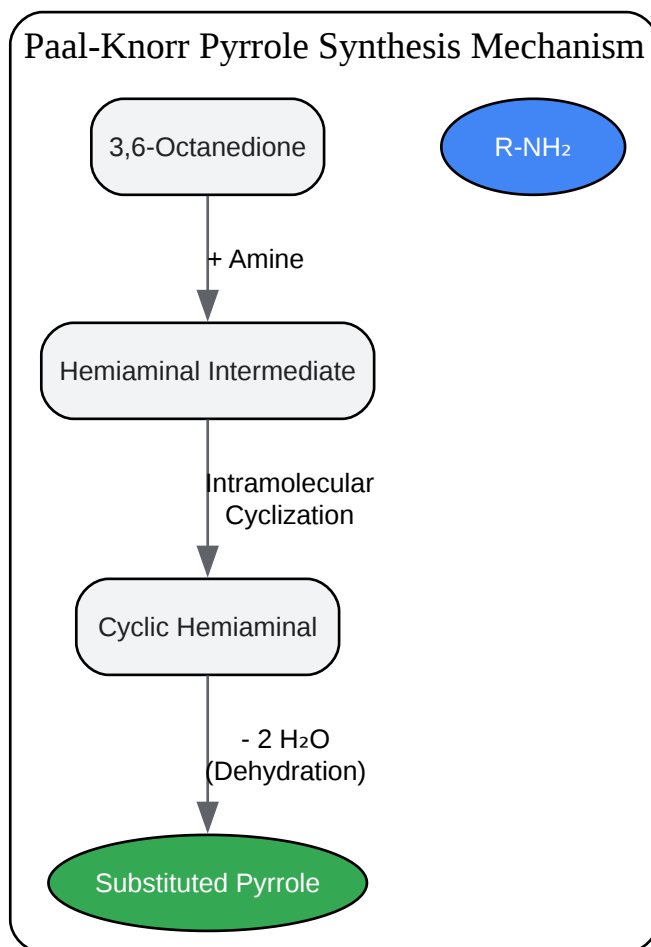 Paal-Knorr Pyrrole Synthesis Mechanism
3,6-Octanedione
R-NH₂
+ Amine
Hemiaminal Intermediate
Intramolecular
Cyclization
Cyclic Hemiaminal
- 2 H₂O
(Dehydration)
Substituted Pyrrole